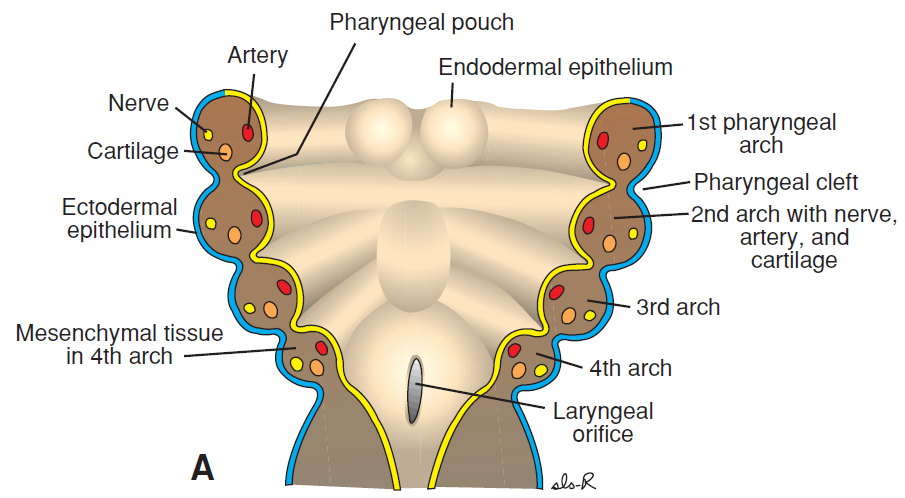 Pharyngeal pouch
Artery
Endodermal epithelium
Nerve
Cartilage
1st pharyngeal
arch
Pharyngeal cleft
Ectodermal
epithelium
2nd arch with nerve,
artery, and
cartilage
3rd arch
Mesenchymal tissue
in 4th arch
4th arch
Laryngeal
orifice
A
sls-R